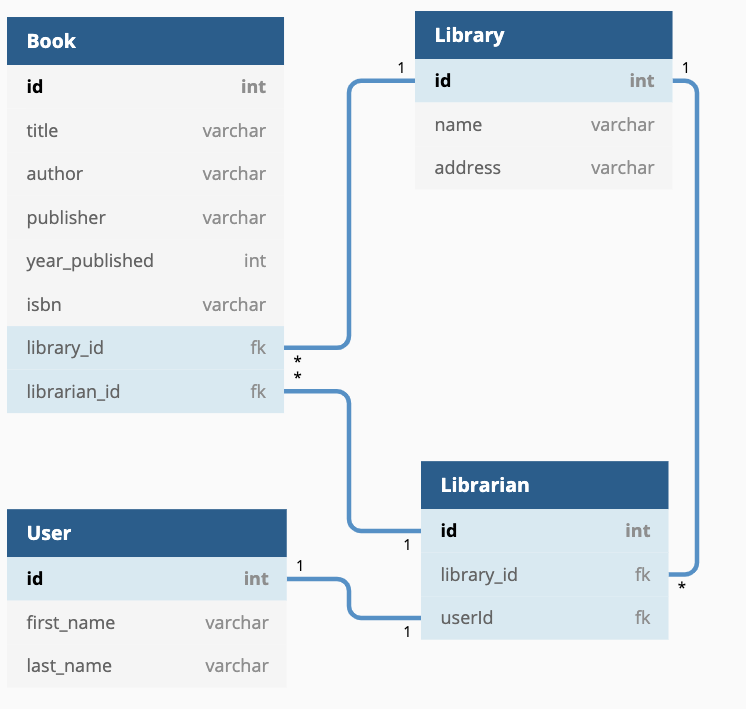 Book
id int
title varchar
author varchar
publisher varchar
year_published int
isbn varchar
library_id fk
*
*
librarian_id fk
Library
1
1
id int
name varchar
address varchar
User
1
id int
first_name varchar
last_name varchar
Librarian
id int
1
library_id fk
*
userId fk
1